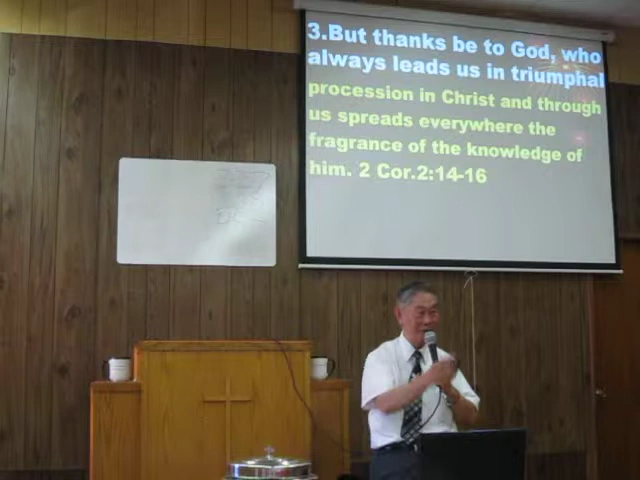 3.But thanks be to God, who
always leads us in triumphal
procession in Christ and through
us spreads everywhere the
fragrance of the knowledge of
him. 2 Cor.2:14-16